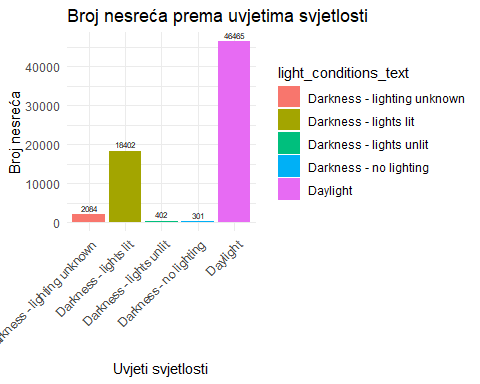 Broj nesreća prema uvjetima svjetlosti
Broj nesreća
40000
30000
20000
10000
0
2084
18402
402
301
46465
rkness - lighting unknown
Darkness - lights lit
Darkness - lights unlit
Darkness - no lighting
Daylight
Uvjeti svjetlosti
light_conditions_text
Darkness - lighting unknown
Darkness - lights lit
Darkness - lights unlit
Darkness - no lighting
Daylight